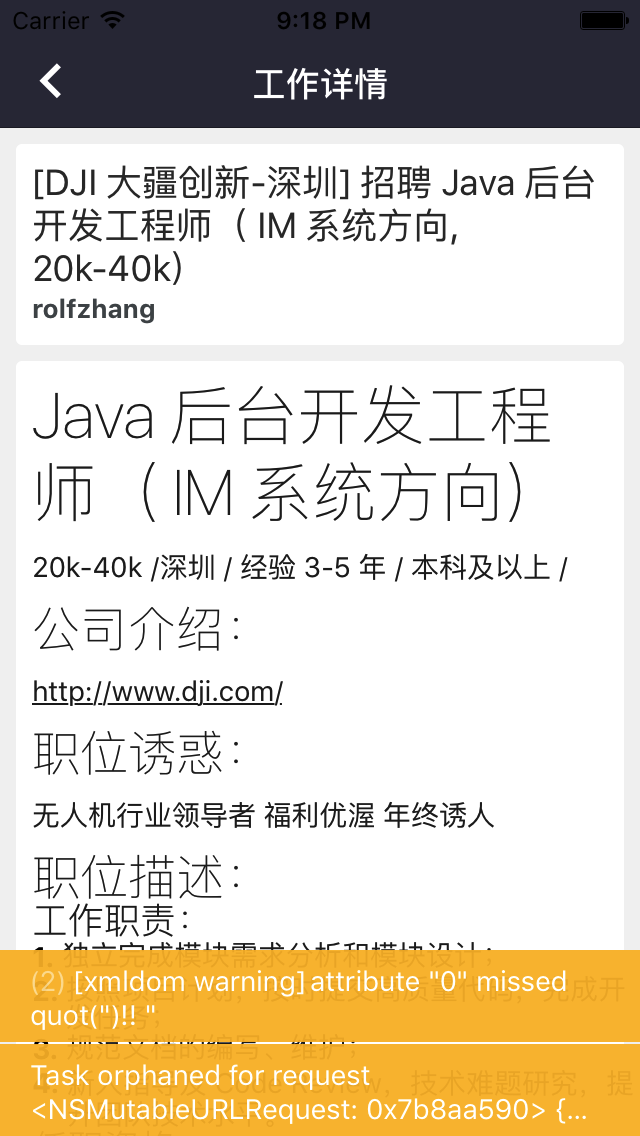 Carrier 9:18 PM
工作详情
[DJI 大疆创新-深圳] 招聘 Java 后台
开发工程师（ IM 系统方向,
20k-40k)
rolfzhang
Java 后台开发工程
师（ IM 系统方向)
20k-40k /深圳 / 经验 3-5 年 / 本科及以上 /
公司介绍：
http://www.dji.com/
职位诱惑：
无人机行业领导者 福利优渥 年终诱人
职位描述：
工作职责：
1. 独立完成模块需求分析和模块设计；
(2) [xmldom warning] attribute "0" missed
quot(")!! "
3. 规范文档的编写、维护；
Task orphaned for request
<NSMutableURLRequest: 0x7b8aa590> {...